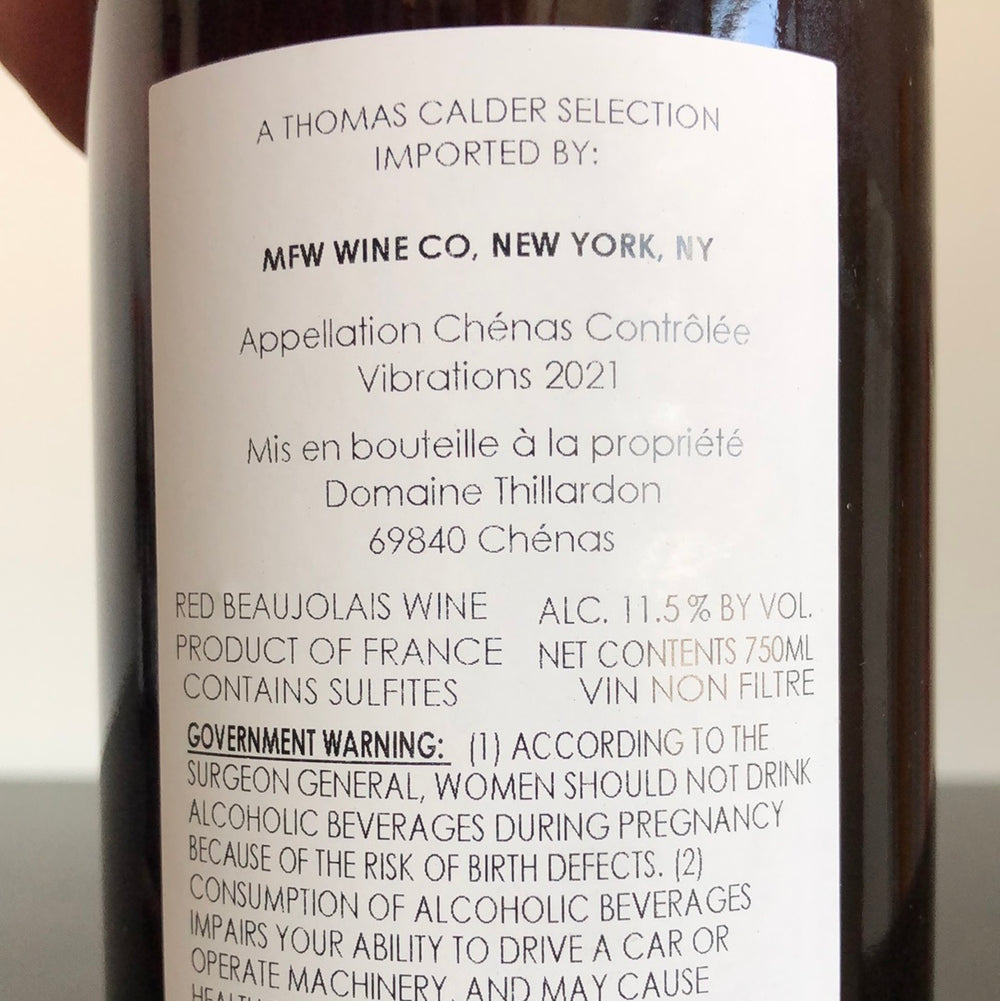 A THOMAS CALDER SELECTION
IMPORTED BY:
MFW WINE CO, NEW YORK, NY
Appellation Chénas Contrôlée
Vibrations 2021
Mis en bouteille à la propriété
Domaine Thillardon
69840 Chénas
RED BEAUJOLAIS WINE ALC. 11.5% BY VOL.
PRODUCT OF FRANCE NET CONTENTS 750ML
CONTAINS SULFITES VIN NON FILTRE
GOVERNMENT WARNING: (1) ACCORDING TO THE
SURGEON GENERAL, WOMEN SHOULD NOT DRINK
ALCOHOLIC BEVERAGES DURING PREGNANCY
BECAUSE OF THE RISK OF BIRTH DEFECTS. (2)
CONSUMPTION OF ALCOHOLIC BEVERAGES
IMPAIRS YOUR ABILITY TO DRIVE A CAR OR
OPERATE MACHINERY, AND MAY CAUSE